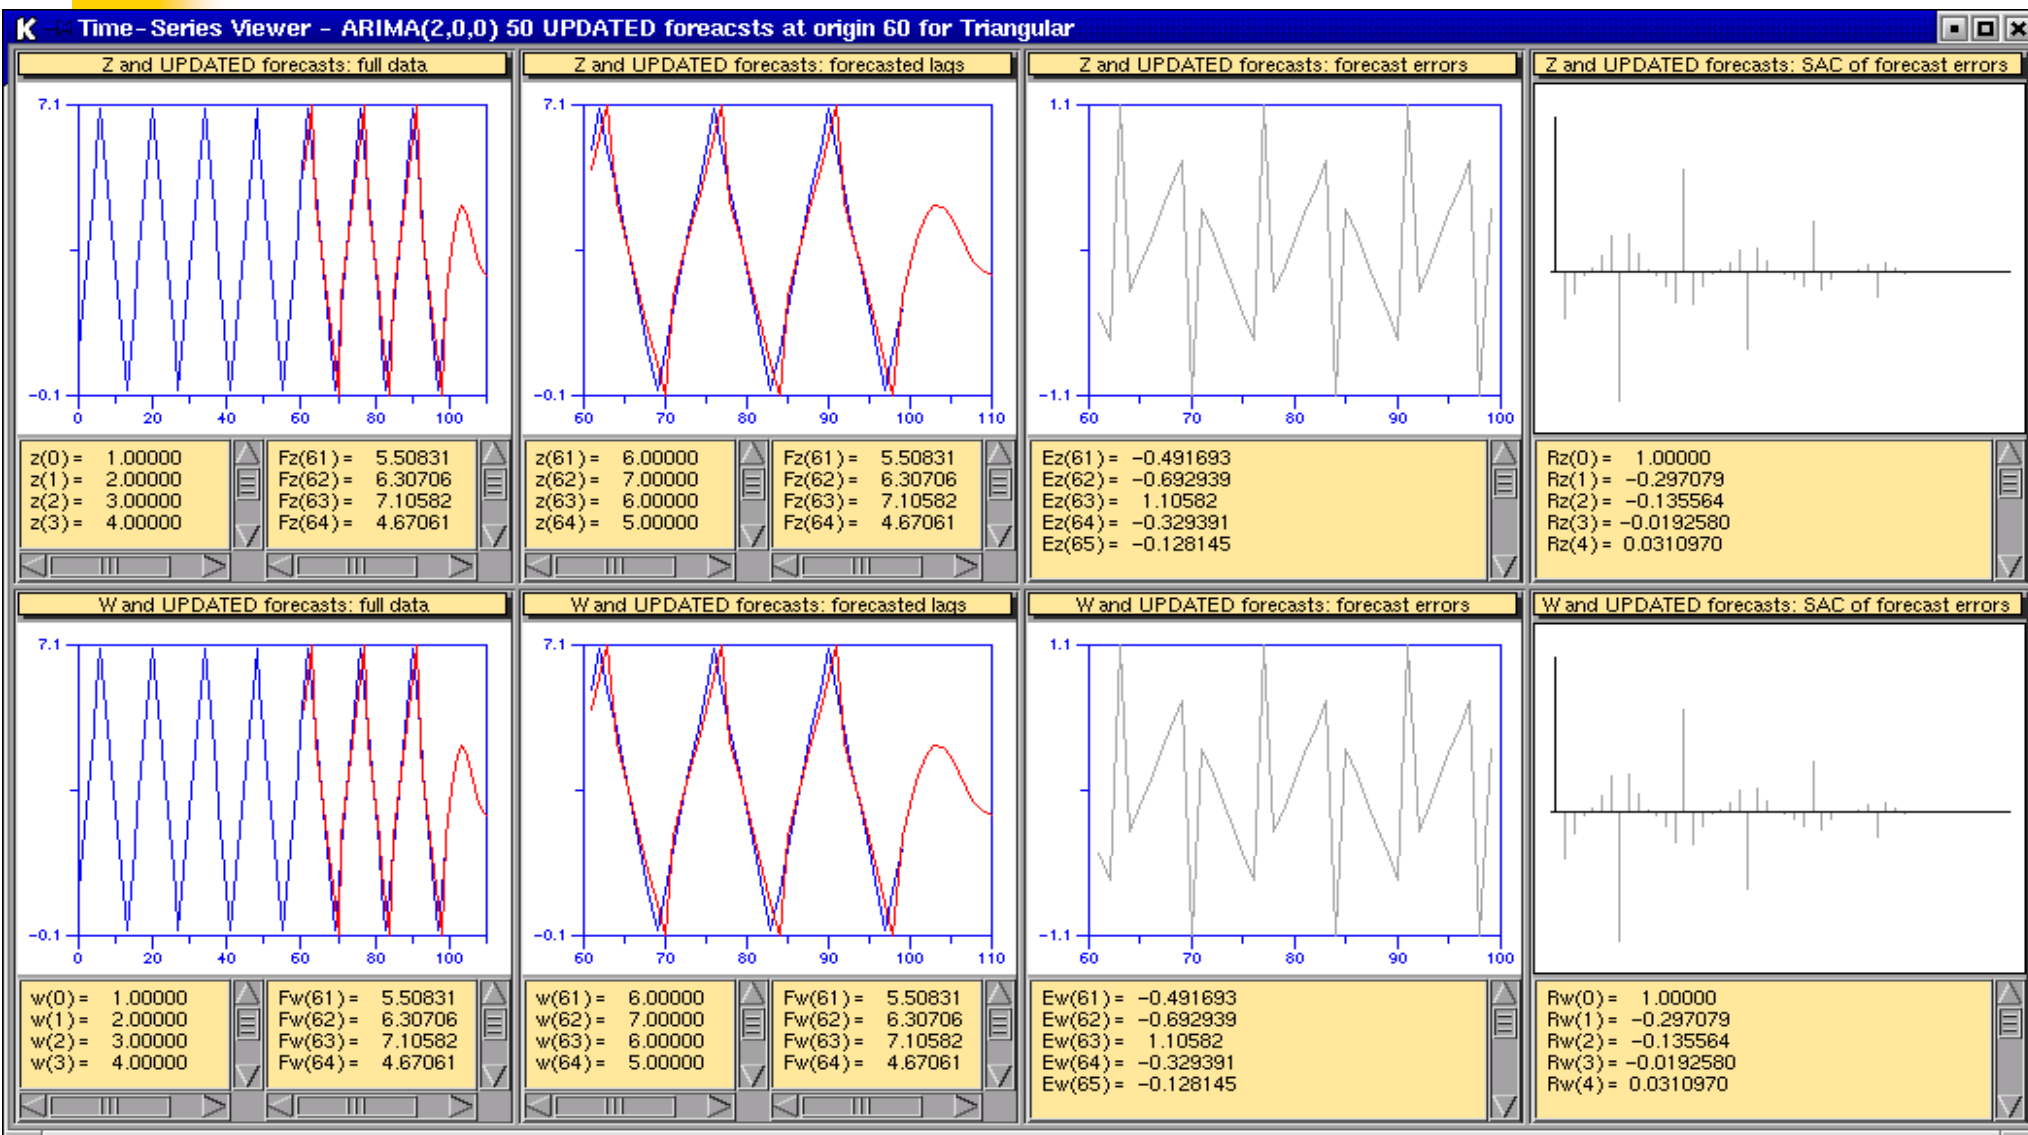 Time-Series Viewer - ARIMA(2,0,0) 50 UPDATED foreacsts at origin 60 for Triangular
Z and UPDATED forecasts: full data
7.1
-0.1
0 20 40 60 80 100
z(0)= 1.00000
z(1)= 2.00000
z(2)= 3.00000
z(3)= 4.00000
Fz(61)= 5.50831
Fz(62)= 6.30706
Fz(63)= 7.10582
Fz(64)= 4.67061
Z and UPDATED forecasts: forecasted lags
7.1
-0.1
60 70 80 90 100 110
z(61)= 6.00000
z(62)= 7.00000
z(63)= 6.00000
z(64)= 5.00000
Fz(61)= 5.50831
Fz(62)= 6.30706
Fz(63)= 7.10582
Fz(64)= 4.67061
Z and UPDATED forecasts: forecast errors
1.1
-1.1
60 70 80 90 100
Ez(61)= -0.491693
Ez(62)= -0.692939
Ez(63)= 1.10582
Ez(64)= -0.329391
Ez(65)= -0.128145
Z and UPDATED forecasts: SAC of forecast errors
Rz(0)= 1.00000
Rz(1)= -0.297079
Rz(2)= -0.135564
Rz(3)= -0.0192580
Rz(4)= 0.0310970
W and UPDATED forecasts: full data
7.1
-0.1
0 20 40 60 80 100
w(0)= 1.00000
w(1)= 2.00000
w(2)= 3.00000
w(3)= 4.00000
Fw(61)= 5.50831
Fw(62)= 6.30706
Fw(63)= 7.10582
Fw(64)= 4.67061
W and UPDATED forecasts: forecasted lags
7.1
-0.1
60 70 80 90 100 110
w(61)= 6.00000
w(62)= 7.00000
w(63)= 6.00000
w(64)= 5.00000
Fw(61)= 5.50831
Fw(62)= 6.30706
Fw(63)= 7.10582
Fw(64)= 4.67061
W and UPDATED forecasts: forecast errors
1.1
-1.1
60 70 80 90 100
Ew(61)= -0.491693
Ew(62)= -0.692939
Ew(63)= 1.10582
Ew(64)= -0.329391
Ew(65)= -0.128145
W and UPDATED forecasts: SAC of forecast errors
Rw(0)= 1.00000
Rw(1)= -0.297079
Rw(2)= -0.135564
Rw(3)= -0.0192580
Rw(4)= 0.0310970